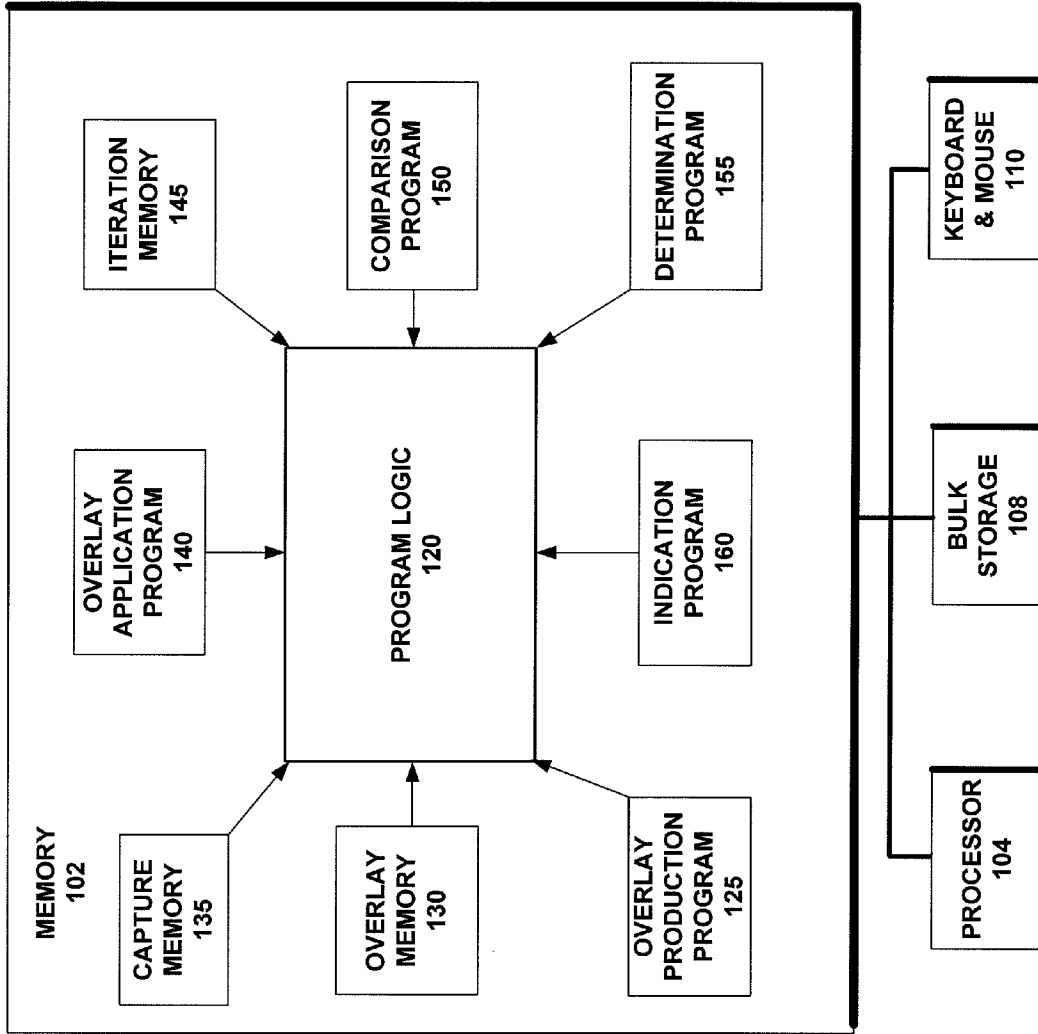 MEMORY
102
CAPTURE
MEMORY
135
OVERLAY
APPLICATION
PROGRAM
140
ITERATION
MEMORY
145
OVERLAY
MEMORY
130
PROGRAM LOGIC
120
COMPARISON
PROGRAM
150
OVERLAY
PRODUCTION
PROGRAM
125
INDICATION
PROGRAM
160
DETERMINATION
PROGRAM
155
PROCESSOR
104
BULK
STORAGE
108
KEYBOARD
& MOUSE
110